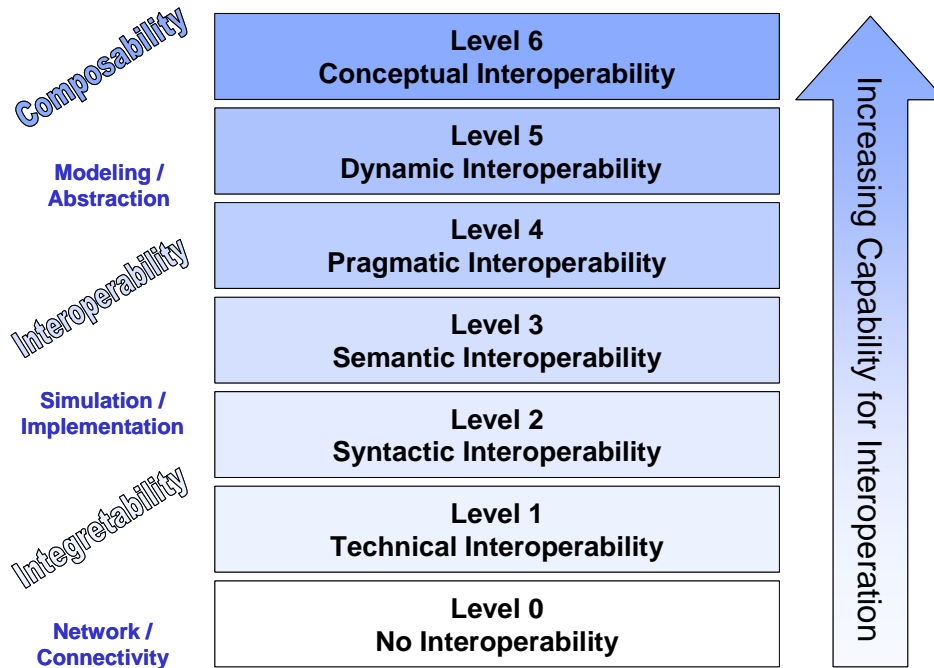 Composability
Modeling /
Abstraction
Interoperability
Simulation /
Implementation
Integretability
Network /
Connectivity
Level 6
Conceptual Interoperability
Level 5
Dynamic Interoperability
Level 4
Pragmatic Interoperability
Level 3
Semantic Interoperability
Level 2
Syntactic Interoperability
Level 1
Technical Interoperability
Level 0
No Interoperability
Increasing Capability for Interoperation